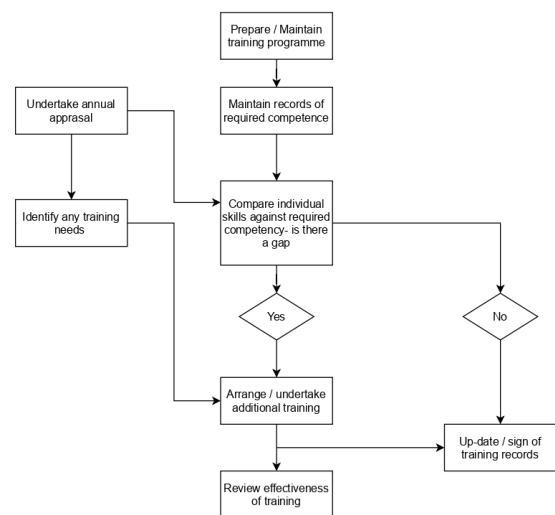 Prepare / Maintain
training programme
Undertake annual
apprasal
Maintain records of
required competence
Identify any training
needs
Compare individual
skills against required
competency- is there
a gap
Yes
No
Arrange / undertake
additional training
Up-date / sign of
training records
Review effectiveness
of training